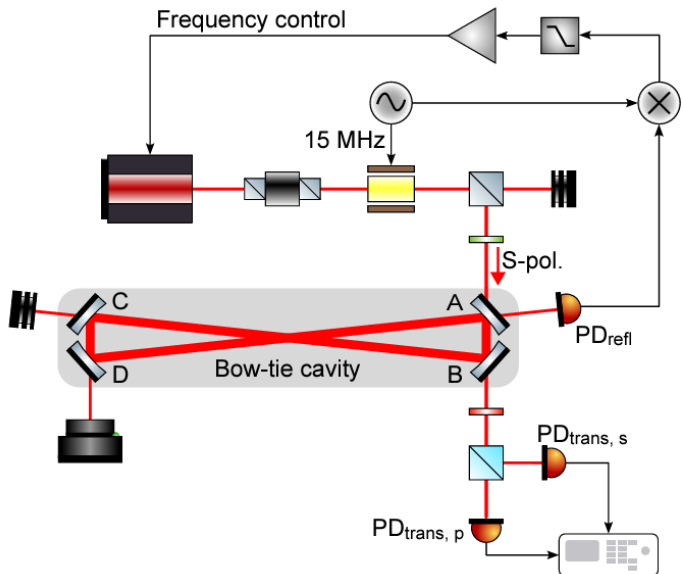 Frequency control
15 MHz
S-pol.
C
A
PDrefl
D
B
Bow-tie cavity
PDtrans, s
PDtrans, p